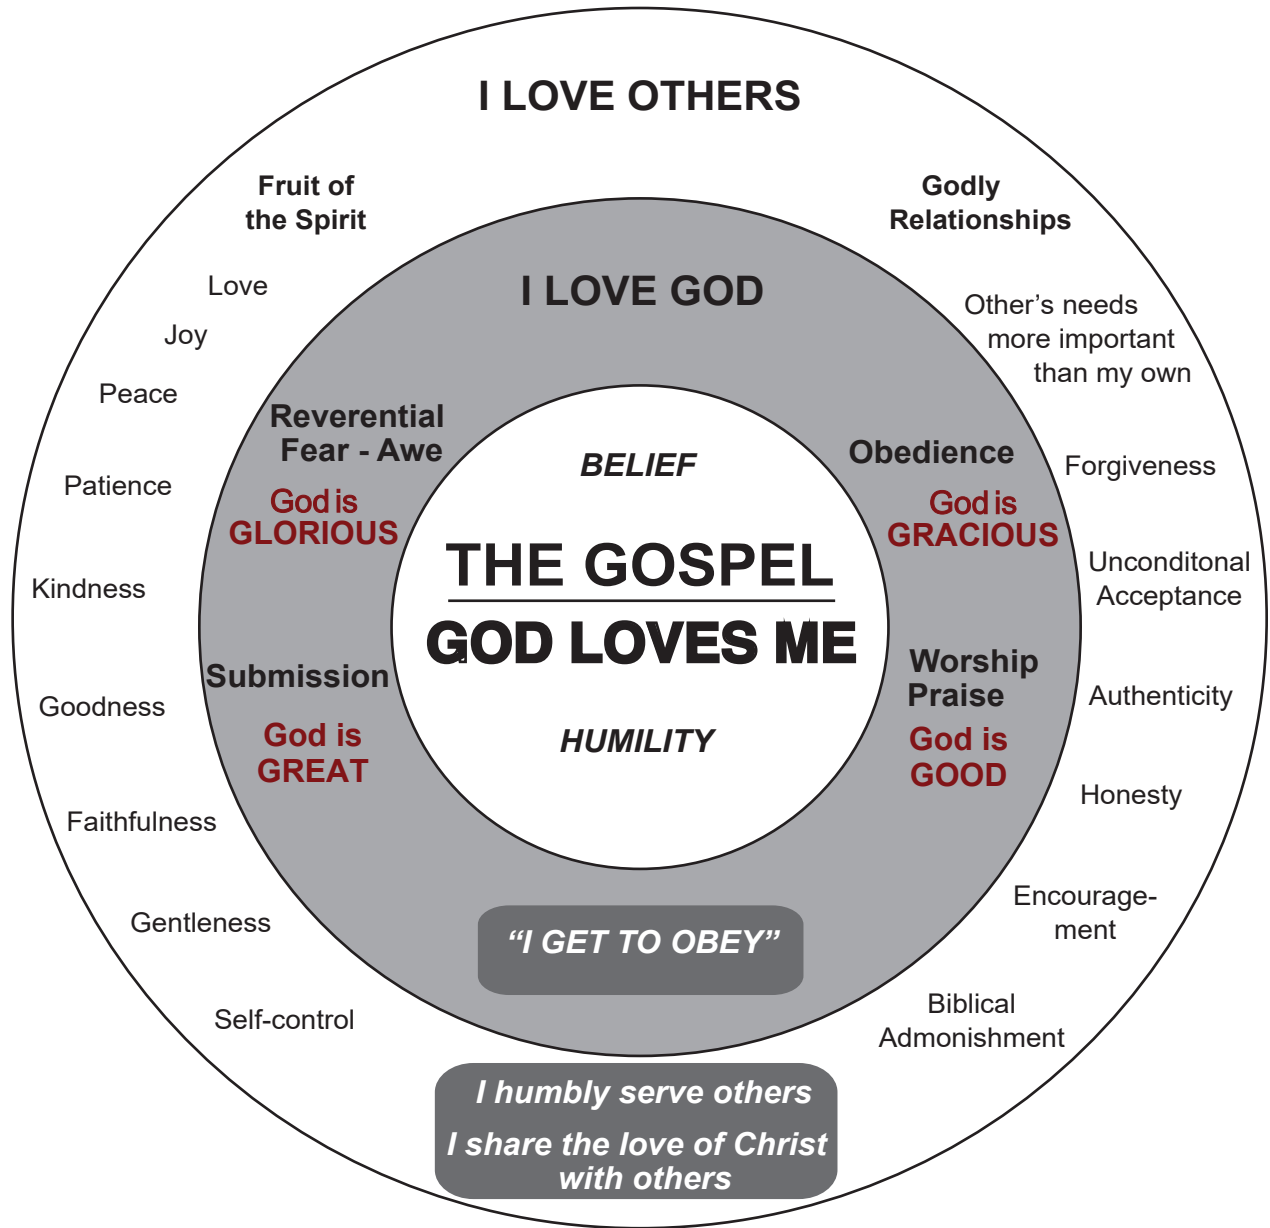 I LOVE OTHERS
Fruit of
the Spirit
Love
Joy
Peace
Patience
Kindness
Goodness
Faithfulness
Gentleness
Self-control
Godly
Relationships
Other's needs
more important
than my own
Forgiveness
Unconditonal
Acceptance
Authenticity
Honesty
Encourage-
ment
Biblical
Admonishment
I LOVE GOD
Reverential
Fear - Awe
God is
GLORIOUS
Submission
God is
GREAT
Obedience
God is
GRACIOUS
Worship
Praise
God is
GOOD
BELIEF
THE GOSPEL
GOD LOVES ME
HUMILITY
“I GET TO OBEY”
I humbly serve others
I share the love of Christ
with others